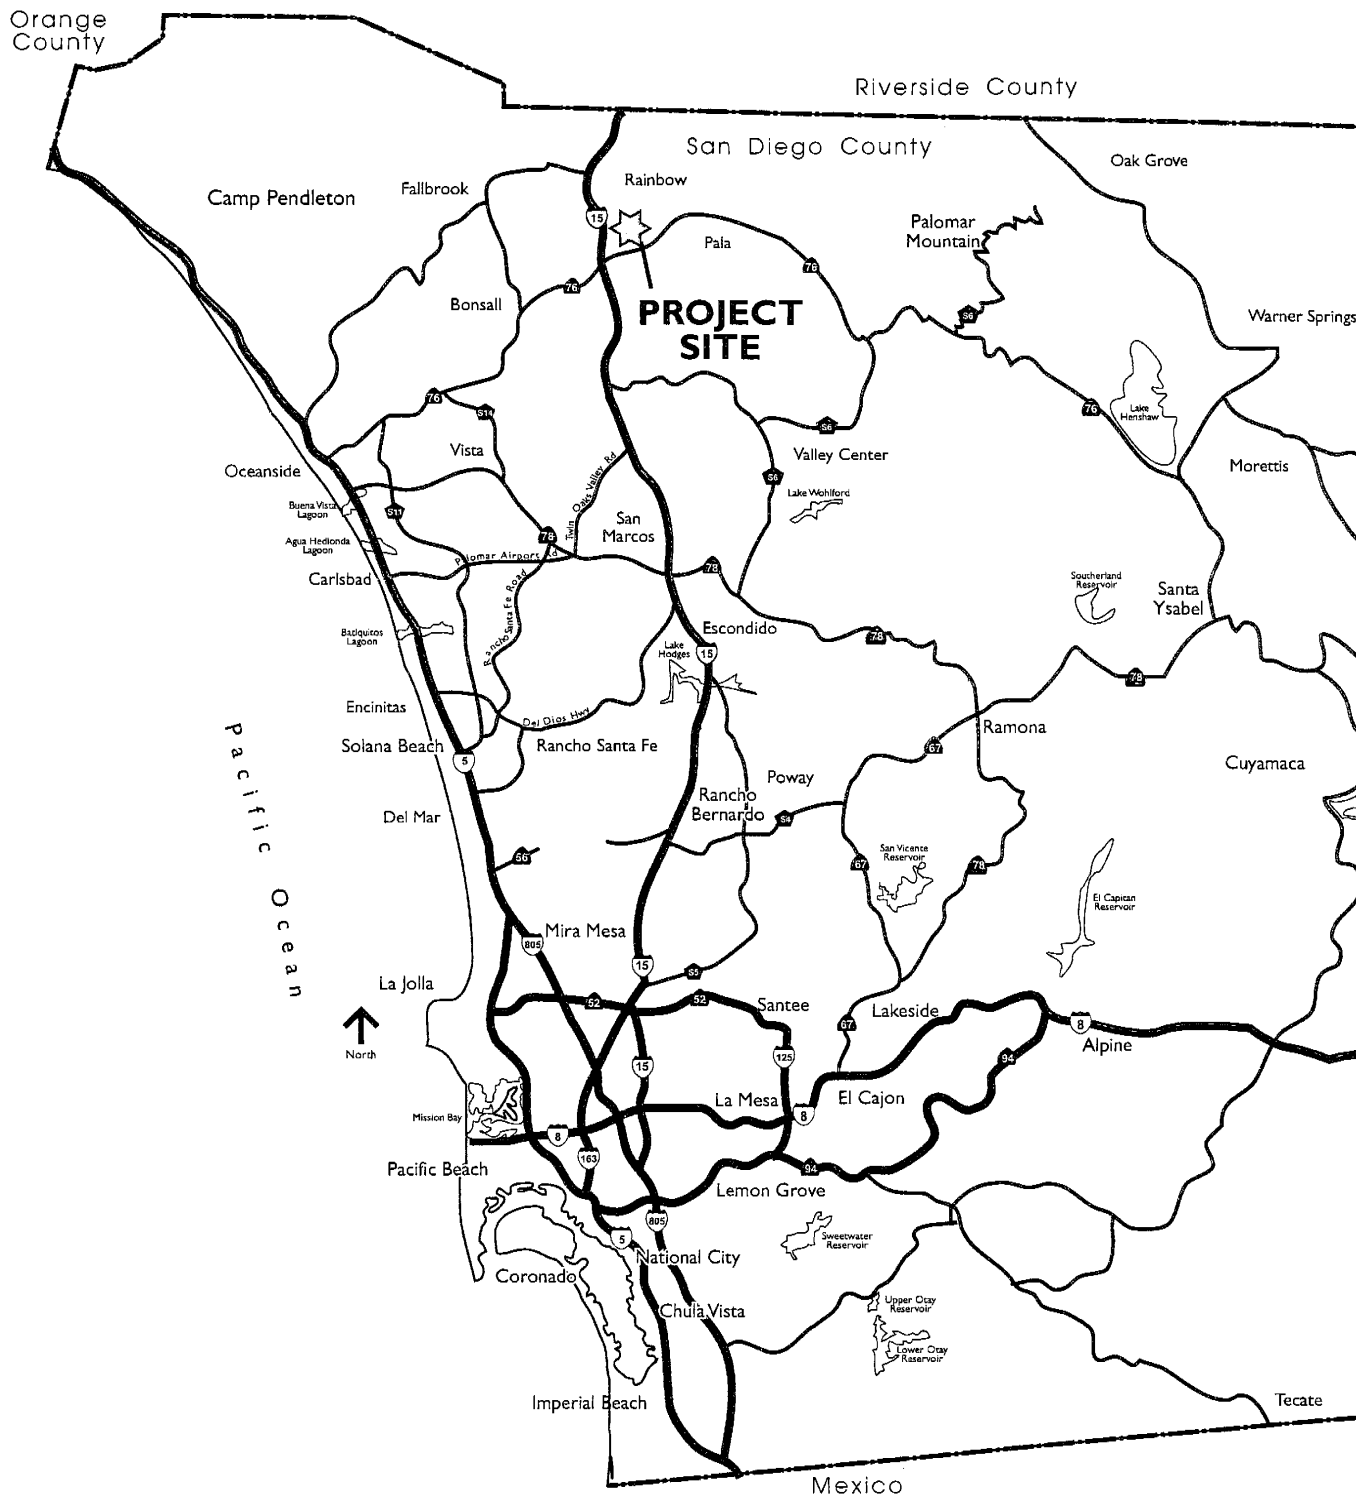 Orange
County
Riverside County
San Diego County
Oak Grove
Rainbow
Fallbrook
Camp Pendleton
15
Palomar
Mountain
Pala
76
76
Bonsall
PROJECT
SITE
S6
Warner Springs
76
S14
76
Lake
Henshaw
S6
Valley Center
Vista
Oceanside
Twin Oaks Valley Rd
Morettis
S6
Lake Wohlford
Buena Vista
Lagoon
S11
San
Marcos
78
Agua Hedionda
Lagoon
Palomar Airport Rd
78
Carlsbad
Southerland
Reservoir
Santa
Ysabel
Rancho Santa Fe Road
Batiquitos
Lagoon
Escondido
78
Lake
Hodges
15
78
Encinitas
Del Dios Hwy
Ramona
Solana Beach
Rancho Santa Fe
67
5
Cuyamaca
Poway
Rancho
Bernardo
Del Mar
S4
Pacific Ocean
56
San Vicente
Reservoir
67
78
El Capitan
Reservoir
Mira Mesa
805
15
S5
La Jolla
52
52
Santee
Lakeside
67
8
Alpine
North
15
125
94
La Mesa
El Cajon
8
Mission Bay
8
163
Pacific Beach
94
Lemon Grove
805
5
Sweetwater
Reservoir
National City
Coronado
Chula Vista
Upper Otay
Reservoir
Lower Otay
Reservoir
Imperial Beach
Tecate
Mexico